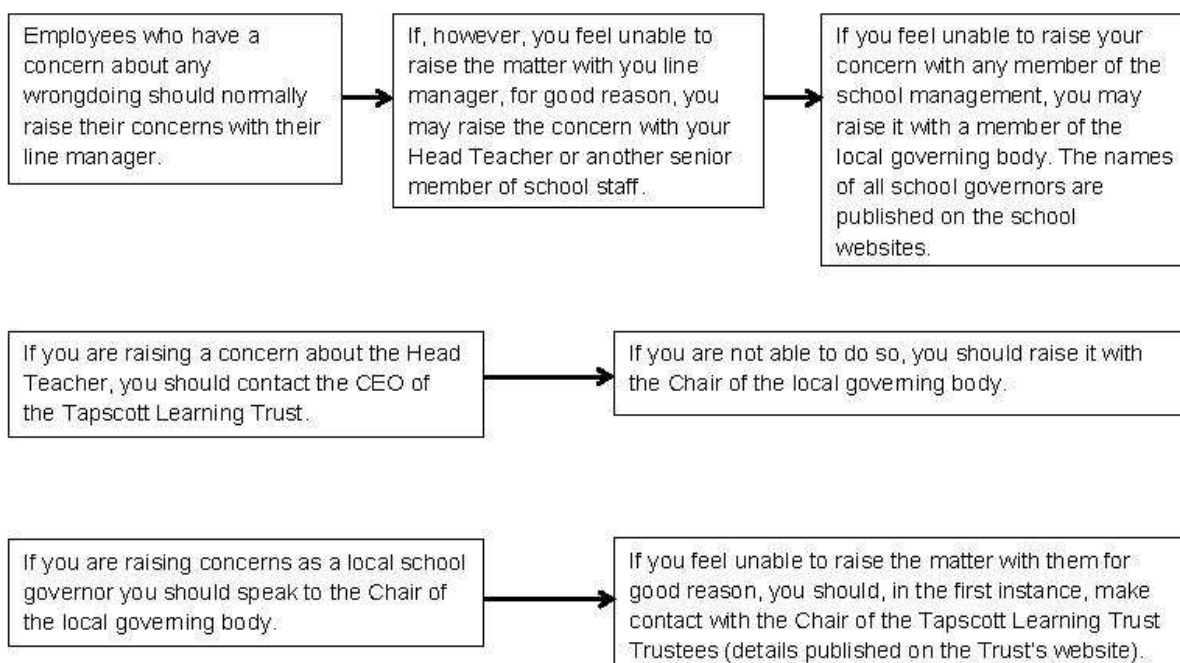 Employees who have a
concern about any
wrongdoing should normally
raise their concerns with their
line manager.
If, however, you feel unable to
raise the matter with you line
manager, for good reason, you
may raise the concern with your
Head Teacher or another senior
member of school staff.
If you feel unable to raise your
concern with any member of the
school management, you may
raise it with a member of the
local governing body. The names
of all school governors are
published on the school
websites.
If you are raising a concern about the Head
Teacher, you should contact the CEO of
the Tapscott Learning Trust.
If you are not able to do so, you should raise it with
the Chair of the local governing body.
If you are raising concerns as a local school
governor you should speak to the Chair of
the local governing body.
If you feel unable to raise the matter with them for
good reason, you should, in the first instance, make
contact with the Chair of the Tapscott Learning Trust
Trustees (details published on the Trust's website).